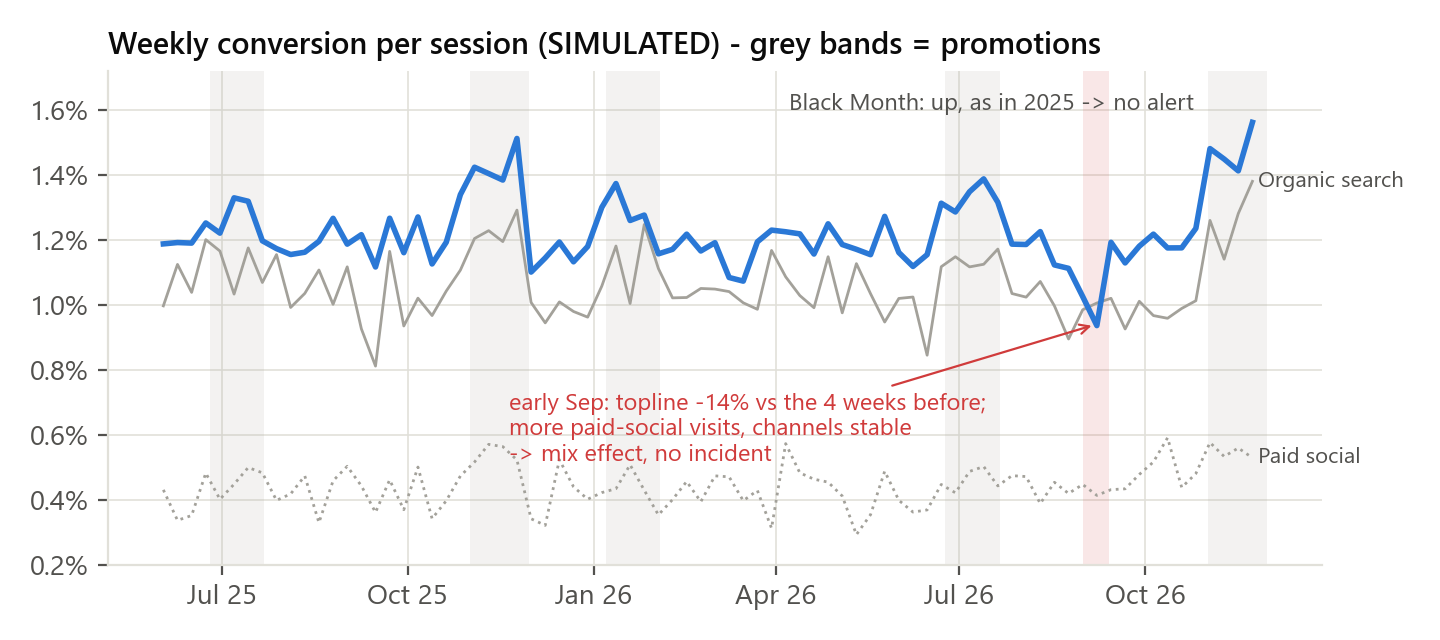 Weekly conversion per session (SIMULATED) - grey bands = promotions
1.6%
1.4%
1.2%
1.0%
0.8%
0.6%
0.4%
0.2%
Black Month: up, as in 2025 -> no alert
Organic search
early Sep: topline -14% vs the 4 weeks before;
more paid-social visits, channels stable
-> mix effect, no incident
Paid social
Jul 25
Oct 25
Jan 26
Apr 26
Jul 26
Oct 26